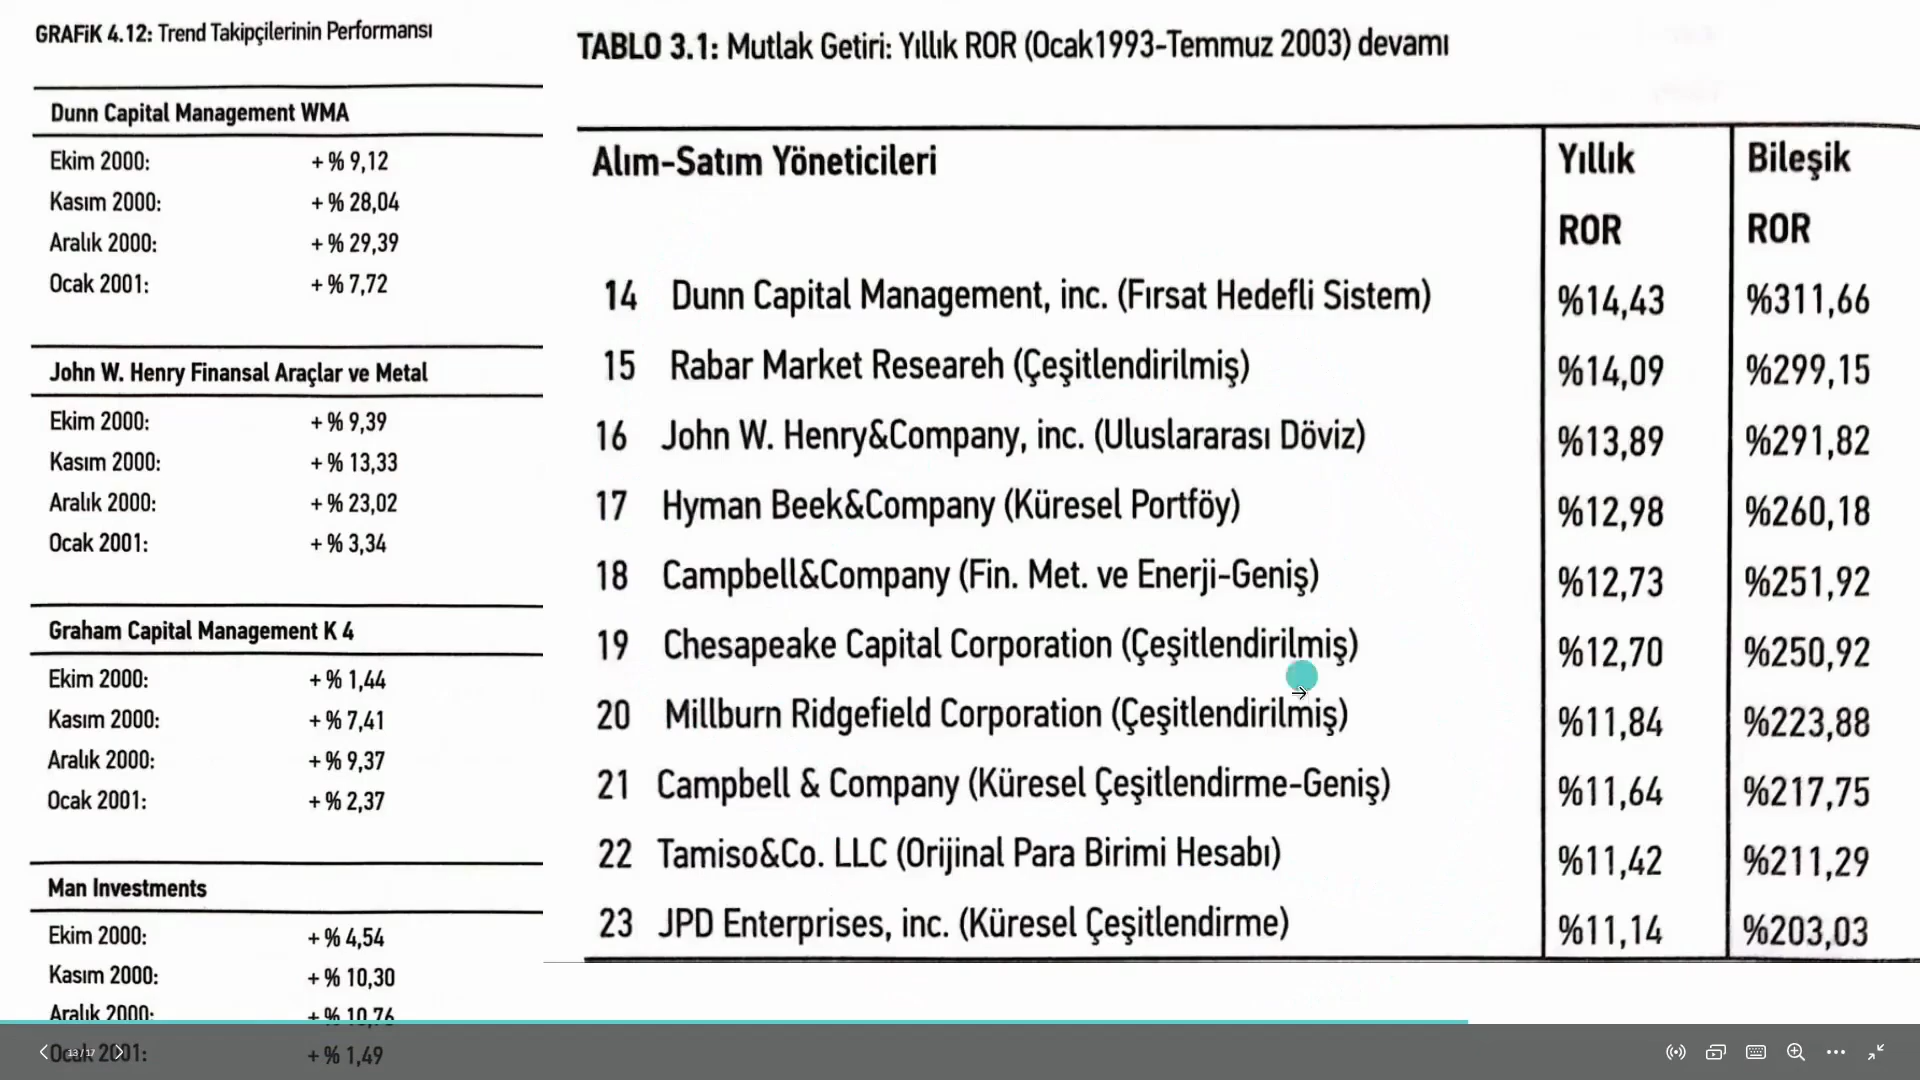 GRAFiK 4.12: Trend Takipçilerinin Performansı
Dunn Capital Management WMA
Ekim 2000: + % 9,12
Kasım 2000: + % 28,04
Aralık 2000: + % 29,39
Ocak 2001: + % 7,72
John W. Henry Finansal Araçlar ve Metal
Ekim 2000: + % 9,39
Kasım 2000: + % 13,33
Aralık 2000: + % 23,02
Ocak 2001: + % 3,34
Graham Capital Management K 4
Ekim 2000: + % 1,44
Kasım 2000: + % 7,41
Aralık 2000: + % 9,37
Ocak 2001: + % 2,37
Man Investments
Ekim 2000: + % 4,54
Kasım 2000: + % 10,30
Aralık 2000: + % 10,76
Ocak 2001: + % 1,49
TABLO 3.1: Mutlak Getiri: Yıllık ROR (Ocak1993-Temmuz 2003) devamı
Alım-Satım Yöneticileri Yıllık Bileşik
ROR ROR
14 Dunn Capital Management, inc. (Fırsat Hedefli Sistem) %14,43 %311,66
15 Rabar Market Researeh (Çeşitlendirilmiş) %14,09 %299,15
16 John W. Henry&Company, inc. (Uluslararası Döviz) %13,89 %291,82
17 Hyman Beek&Company (Küresel Portföy) %12,98 %260,18
18 Campbell&Company (Fin. Met. ve Enerji-Geniş) %12,73 %251,92
19 Chesapeake Capital Corporation (Çeşitlendirilmiş) %12,70 %250,92
20 Millburn Ridgefield Corporation (Çeşitlendirilmiş) %11,84 %223,88
21 Campbell & Company (Küresel Çeşitlendirme-Geniş) %11,64 %217,75
22 Tamiso&Co. LLC (Orijinal Para Birimi Hesabı) %11,42 %211,29
23 JPD Enterprises, inc. (Küresel Çeşitlendirme) %11,14 %203,03
13 / 17